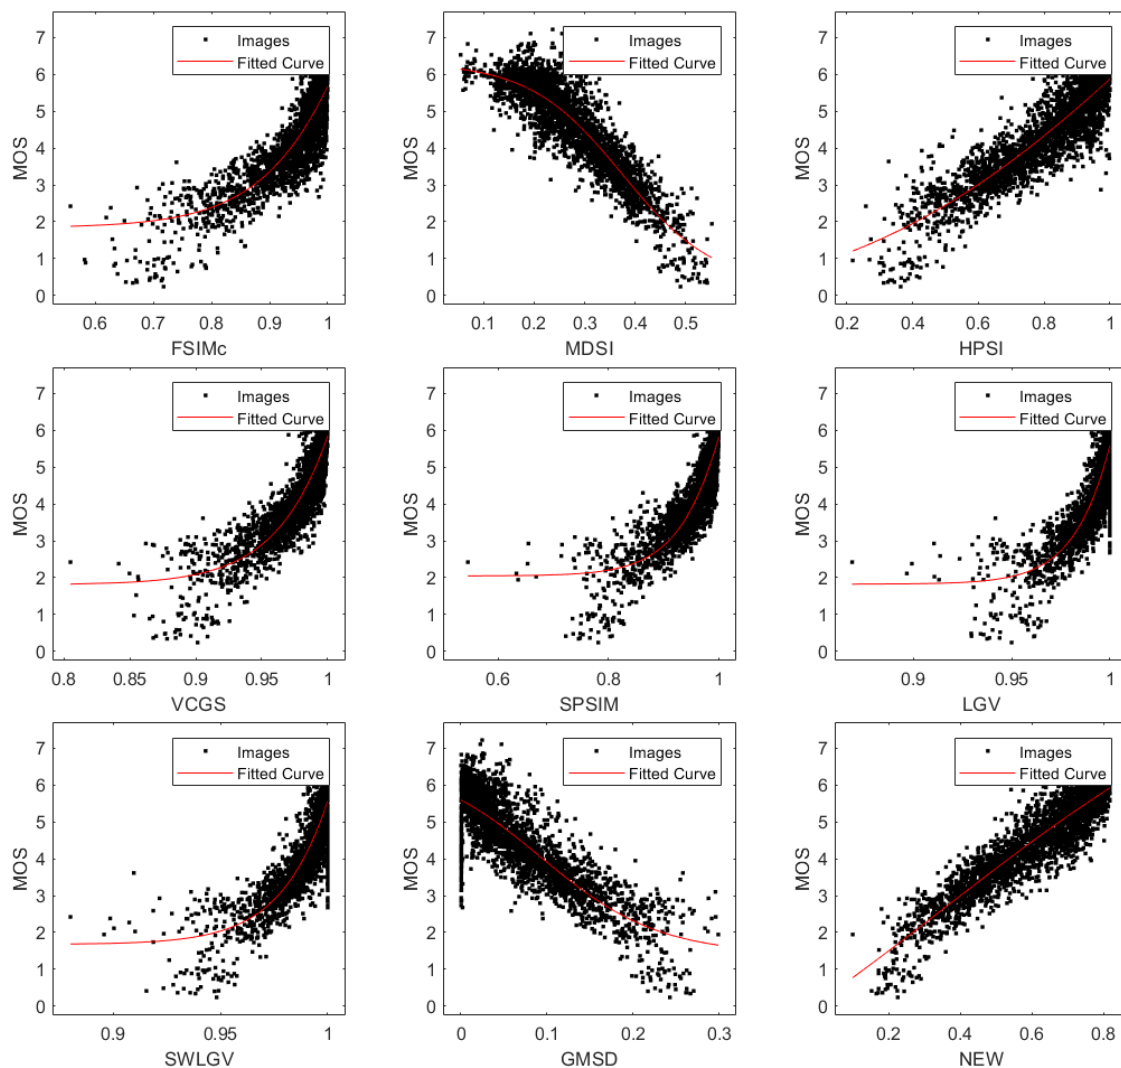 7
6
5
4
3
2
1
0
MOS
Images
Fitted Curve
0.6 0.7 0.8 0.9 1
FSIMc
7
6
5
4
3
2
1
0
MOS
Images
Fitted Curve
0.1 0.2 0.3 0.4 0.5
MDSI
7
6
5
4
3
2
1
0
MOS
Images
Fitted Curve
0.2 0.4 0.6 0.8 1
HPSI
7
6
5
4
3
2
1
0
MOS
Images
Fitted Curve
0.8 0.85 0.9 0.95 1
VCGS
7
6
5
4
3
2
1
0
MOS
Images
Fitted Curve
0.6 0.8 1
SPSIM
7
6
5
4
3
2
1
0
MOS
Images
Fitted Curve
0.9 0.95 1
LGV
7
6
5
4
3
2
1
0
MOS
Images
Fitted Curve
0.9 0.95 1
SWLGV
7
6
5
4
3
2
1
0
MOS
Images
Fitted Curve
0 0.1 0.2 0.3
GMSD
7
6
5
4
3
2
1
0
MOS
Images
Fitted Curve
0.2 0.4 0.6 0.8
NEW